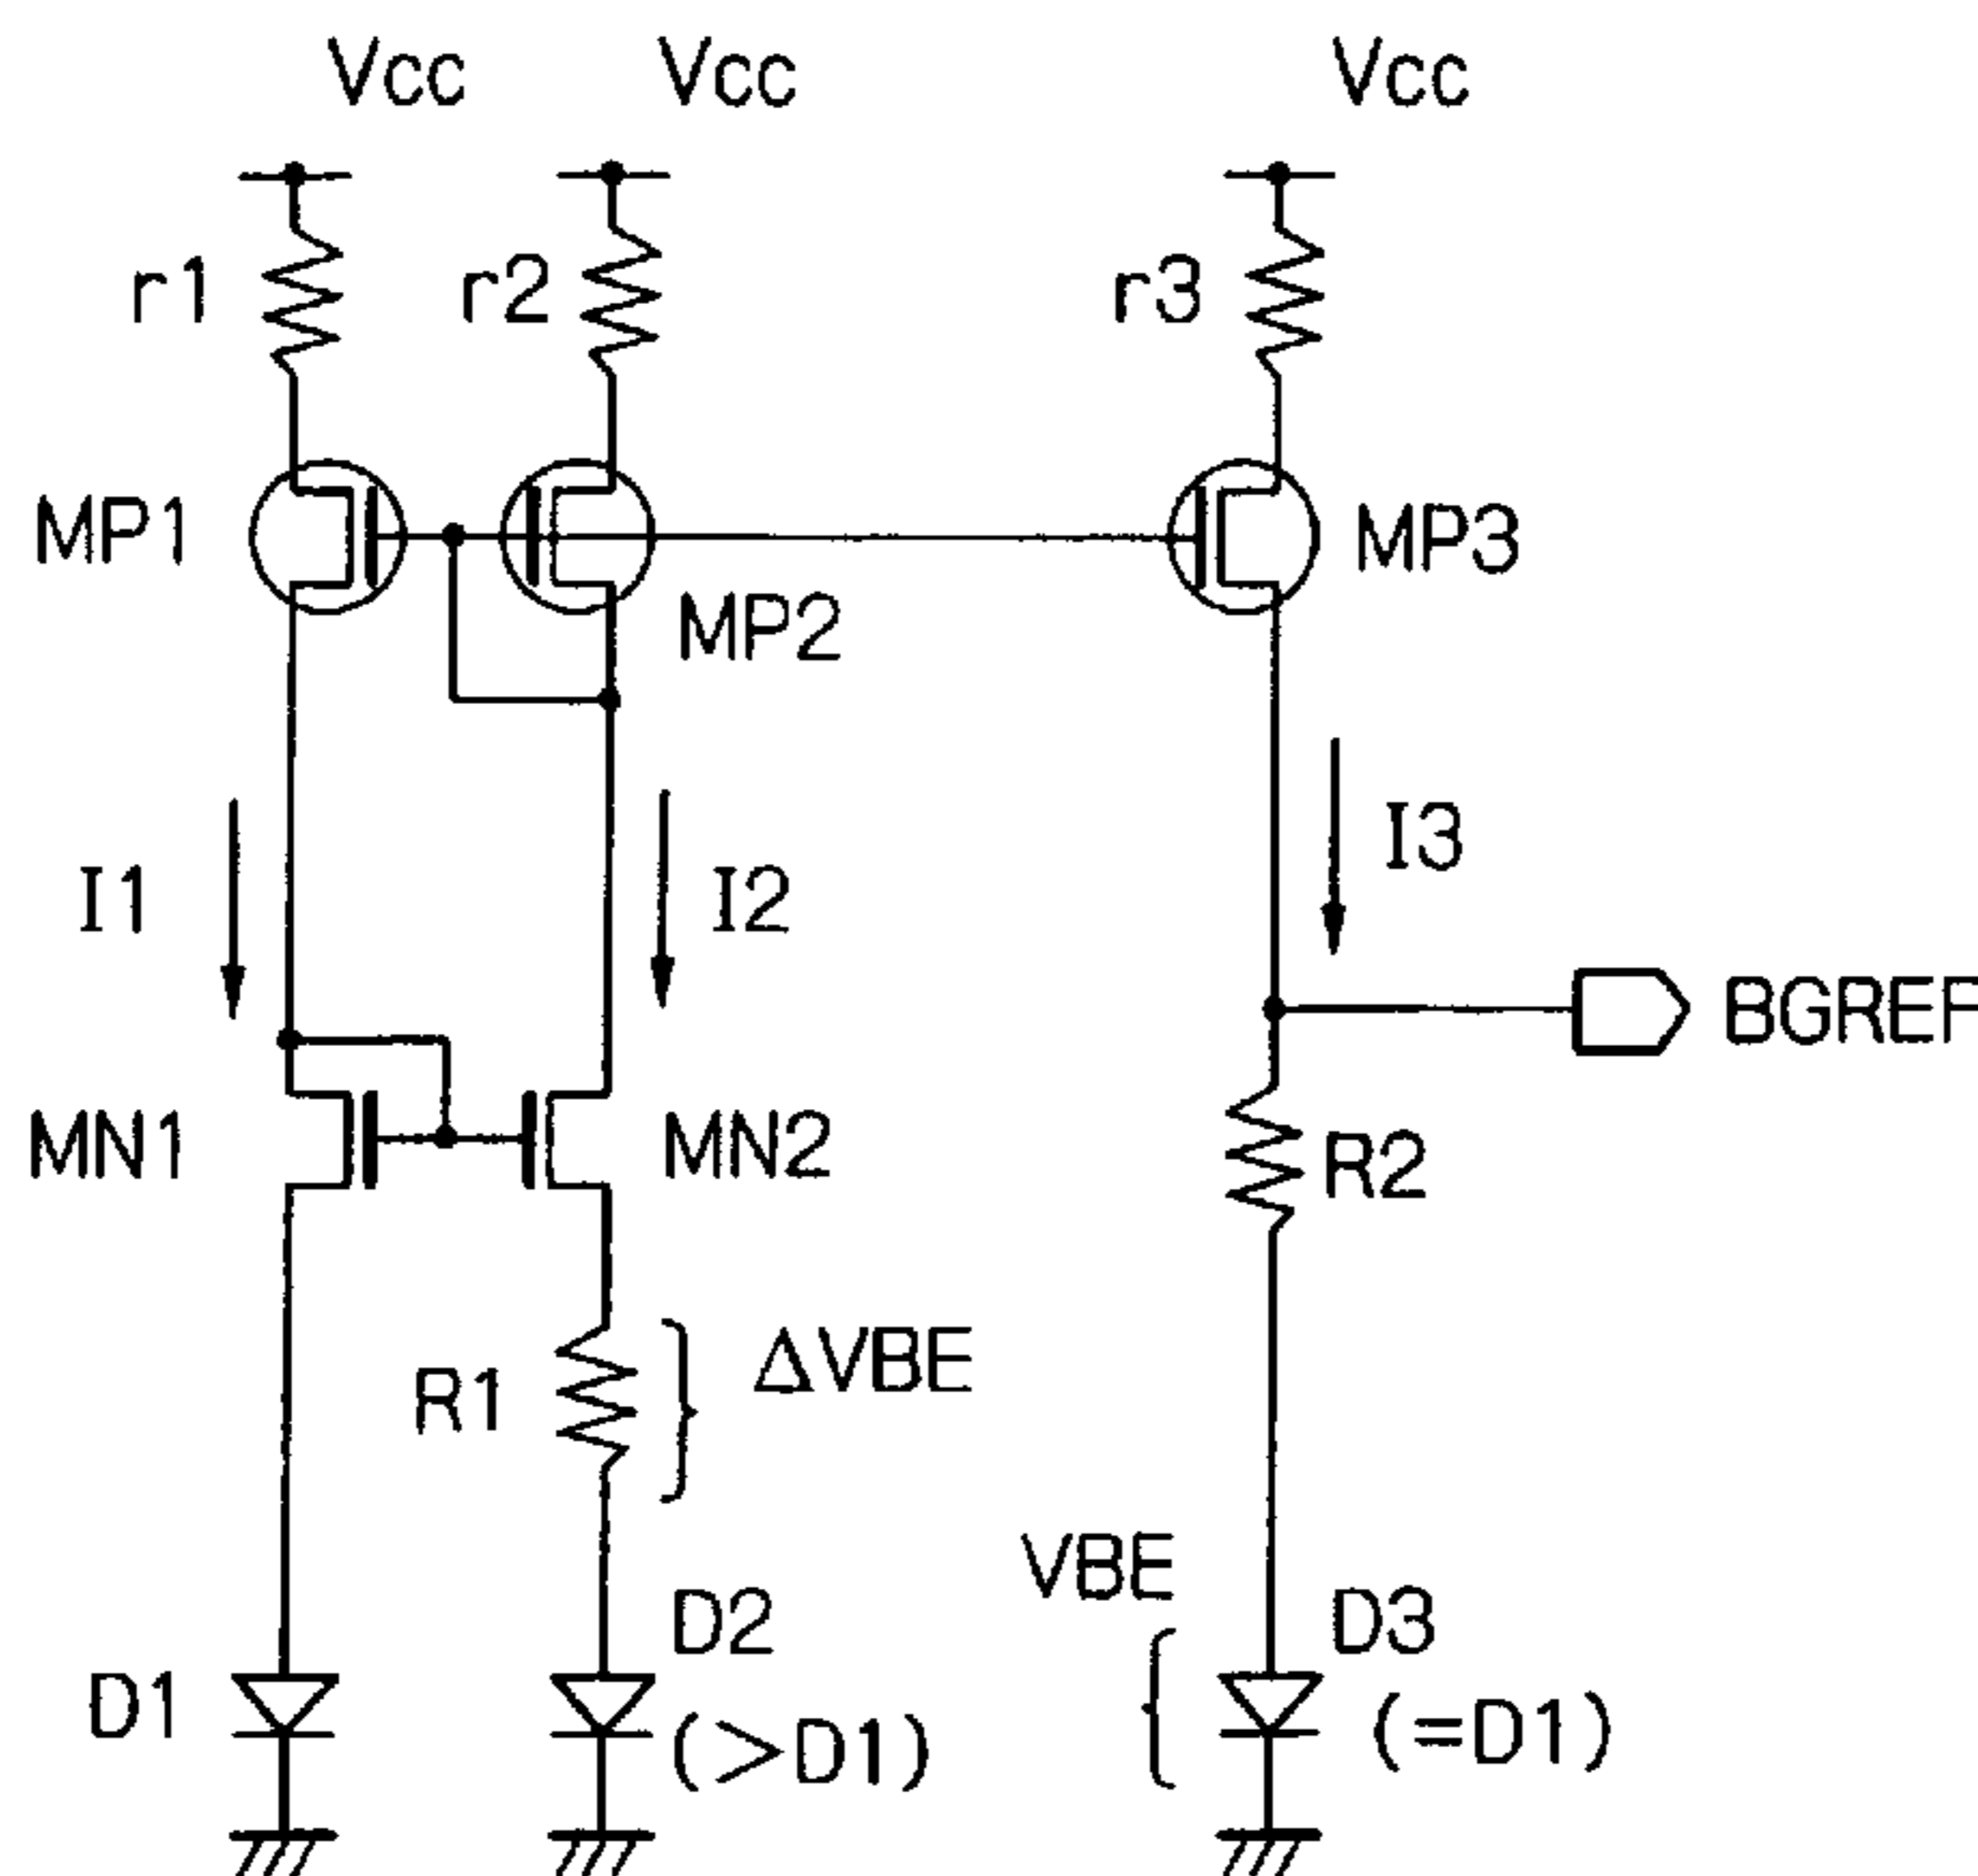 Vcc Vcc Vcc
r1 r2 r3
MP1 MP3
MP2
I3
I1 I2
BGREF
MN1 MN2
R2
ΔVBE
R1
VBE
D2 D3
D1
(>D1) (=D1)